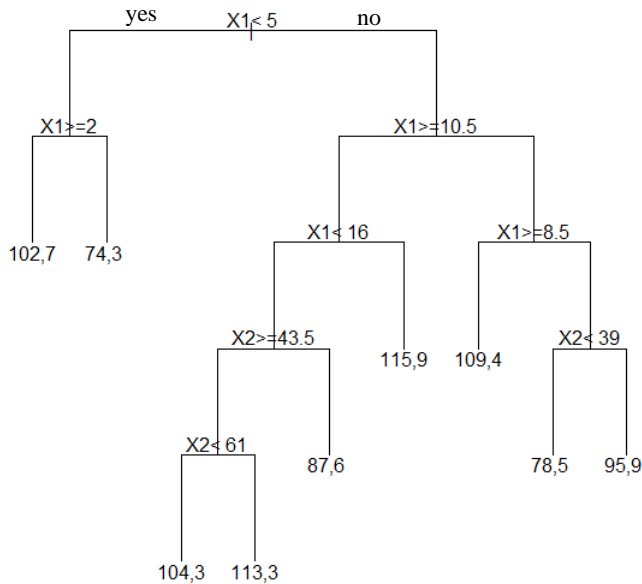 yes X1< 5 no
X1>=2 X1>=10.5
102,7 74,3 X1< 16 X1>=8.5
X2>=43.5 115,9 109,4 X2< 39
X2< 61 87,6 78,5 95,9
104,3 113,3